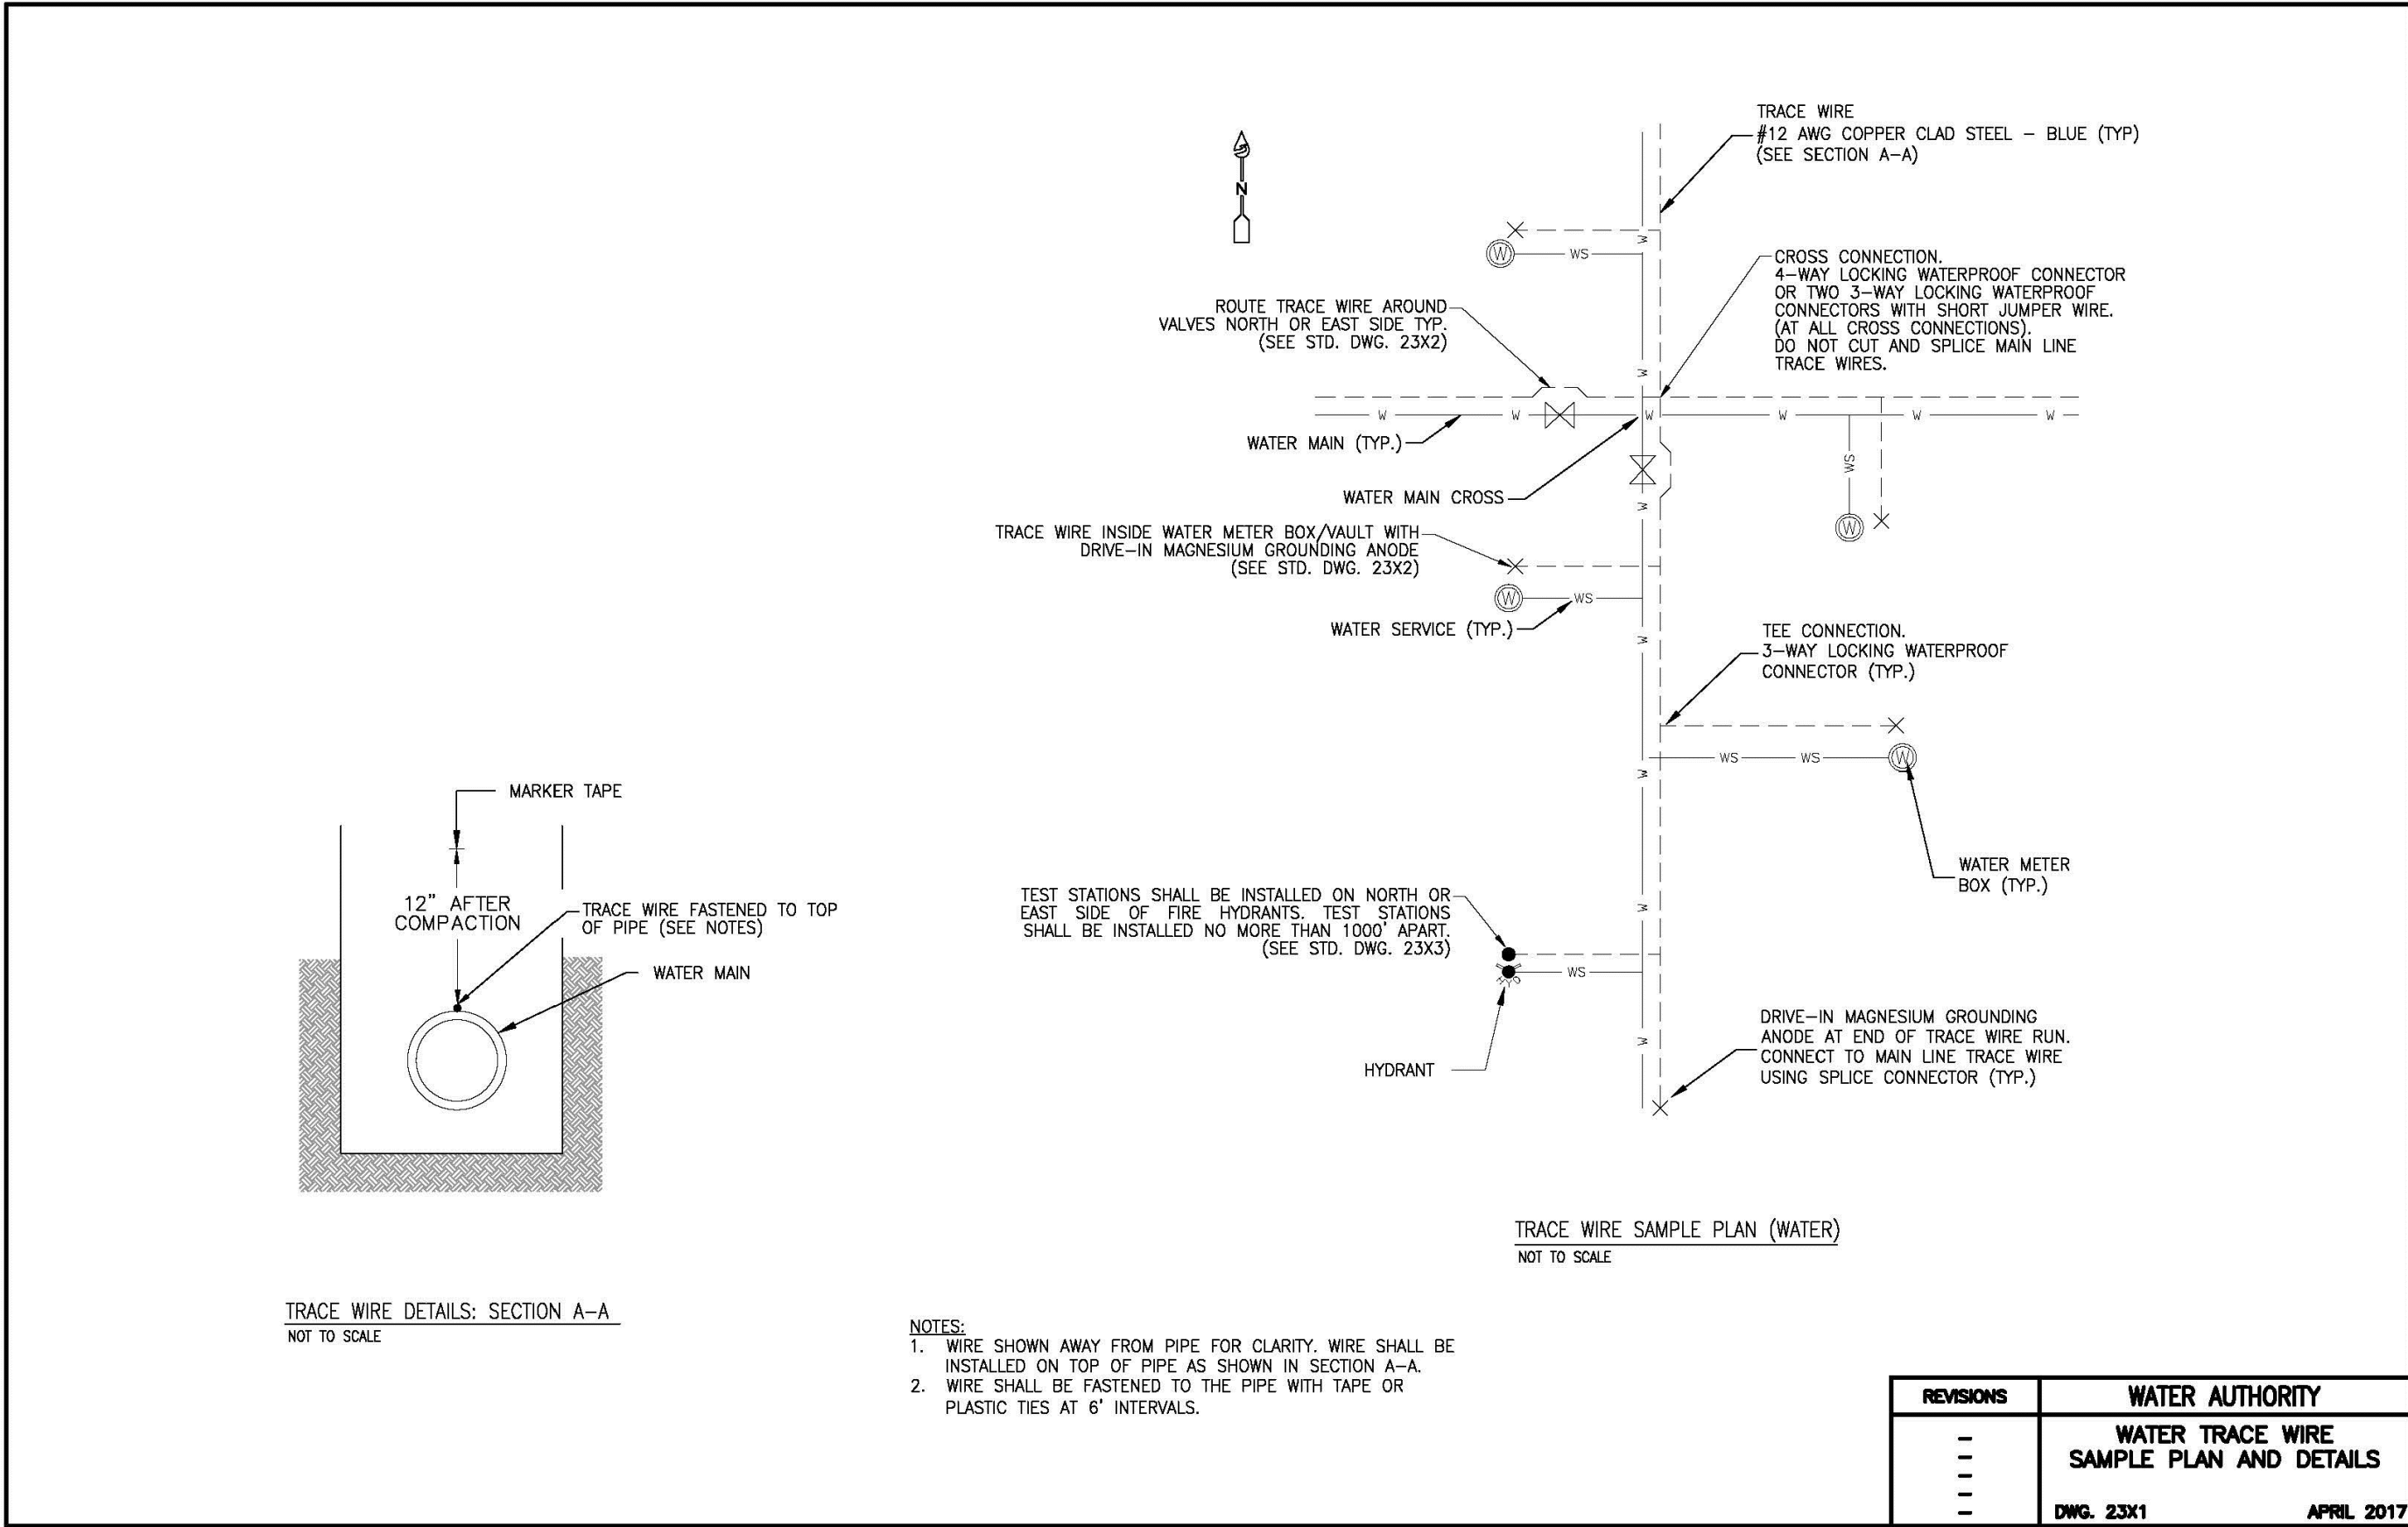 TRACE WIRE
#12 AWG COPPER CLAD STEEL – BLUE (TYP)
(SEE SECTION A–A)
N
W
WS
W
CROSS CONNECTION.
4–WAY LOCKING WATERPROOF CONNECTOR
OR TWO 3–WAY LOCKING WATERPROOF
CONNECTORS WITH SHORT JUMPER WIRE.
(AT ALL CROSS CONNECTIONS).
DO NOT CUT AND SPLICE MAIN LINE
TRACE WIRES.
ROUTE TRACE WIRE AROUND
VALVES NORTH OR EAST SIDE TYP.
(SEE STD. DWG. 23X2)
W
W
W
W
W
W
W
WATER MAIN (TYP.)
WS
WATER MAIN CROSS
W
W
TRACE WIRE INSIDE WATER METER BOX/VAULT WITH
DRIVE–IN MAGNESIUM GROUNDING ANODE
(SEE STD. DWG. 23X2)
W
WS
WATER SERVICE (TYP.)
W
TEE CONNECTION.
3–WAY LOCKING WATERPROOF
CONNECTOR (TYP.)
WS
WS
W
W
WATER METER
BOX (TYP.)
W
TEST STATIONS SHALL BE INSTALLED ON NORTH OR
EAST SIDE OF FIRE HYDRANTS. TEST STATIONS
SHALL BE INSTALLED NO MORE THAN 1000' APART.
(SEE STD. DWG. 23X3)
WS
HYD
HYDRANT
W
DRIVE–IN MAGNESIUM GROUNDING
ANODE AT END OF TRACE WIRE RUN.
CONNECT TO MAIN LINE TRACE WIRE
USING SPLICE CONNECTOR (TYP.)
TRACE WIRE SAMPLE PLAN (WATER)
NOT TO SCALE
MARKER TAPE
12" AFTER
COMPACTION
TRACE WIRE FASTENED TO TOP
OF PIPE (SEE NOTES)
WATER MAIN
TRACE WIRE DETAILS: SECTION A–A
NOT TO SCALE
NOTES:
1. WIRE SHOWN AWAY FROM PIPE FOR CLARITY. WIRE SHALL BE
INSTALLED ON TOP OF PIPE AS SHOWN IN SECTION A–A.
2. WIRE SHALL BE FASTENED TO THE PIPE WITH TAPE OR
PLASTIC TIES AT 6' INTERVALS.
REVISIONS
–
–
–
–
–
WATER AUTHORITY
WATER TRACE WIRE
SAMPLE PLAN AND DETAILS
DWG. 23X1 APRIL 2017